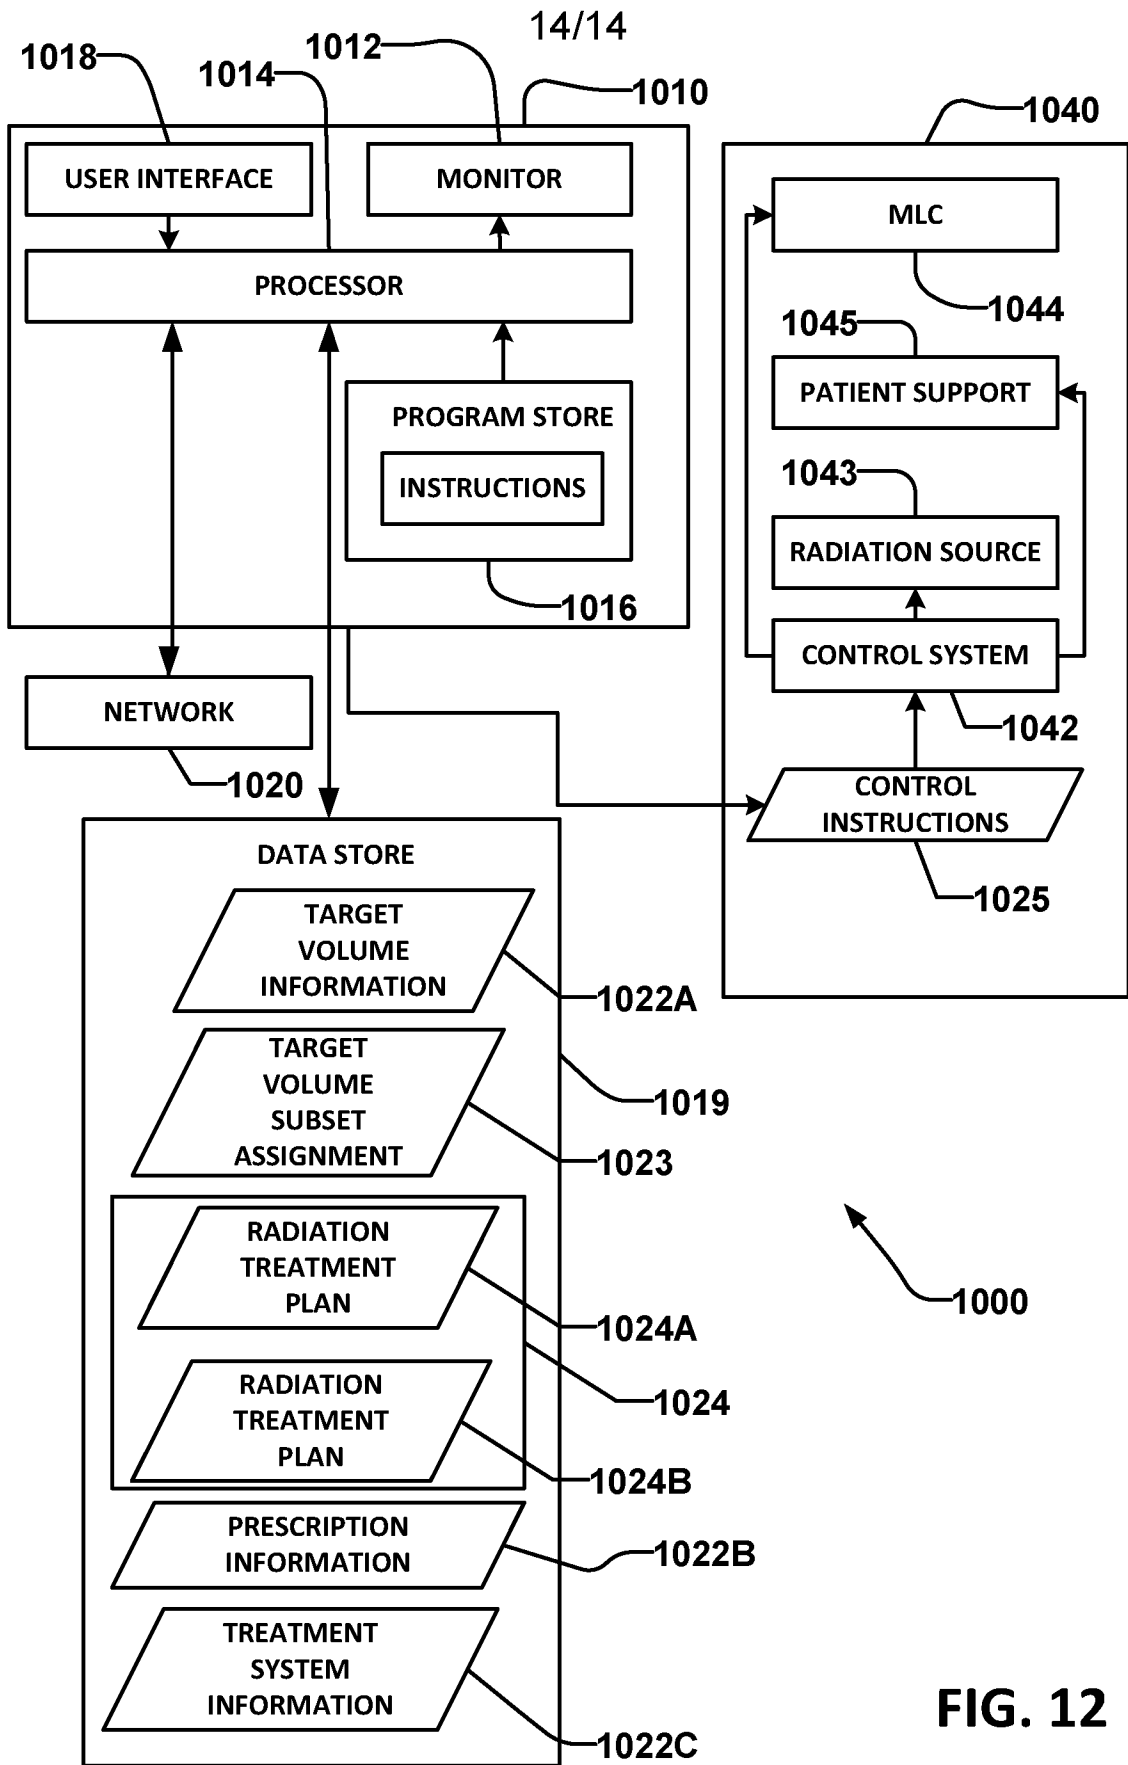 14/14
1018
1014
1012
1010
1040
USER INTERFACE
MONITOR
MLC
PROCESSOR
1044
1045
PROGRAM STORE
PATIENT SUPPORT
INSTRUCTIONS
1043
RADIATION SOURCE
1016
CONTROL SYSTEM
NETWORK
1042
1020
CONTROL
INSTRUCTIONS
1025
DATA STORE
TARGET
VOLUME
INFORMATION
1022A
TARGET
VOLUME
SUBSET
ASSIGNMENT
1019
1023
RADIATION
TREATMENT
PLAN
1024A
1000
RADIATION
TREATMENT
PLAN
1024
1024B
PRESCRIPTION
INFORMATION
1022B
TREATMENT
SYSTEM
INFORMATION
1022C
FIG. 12